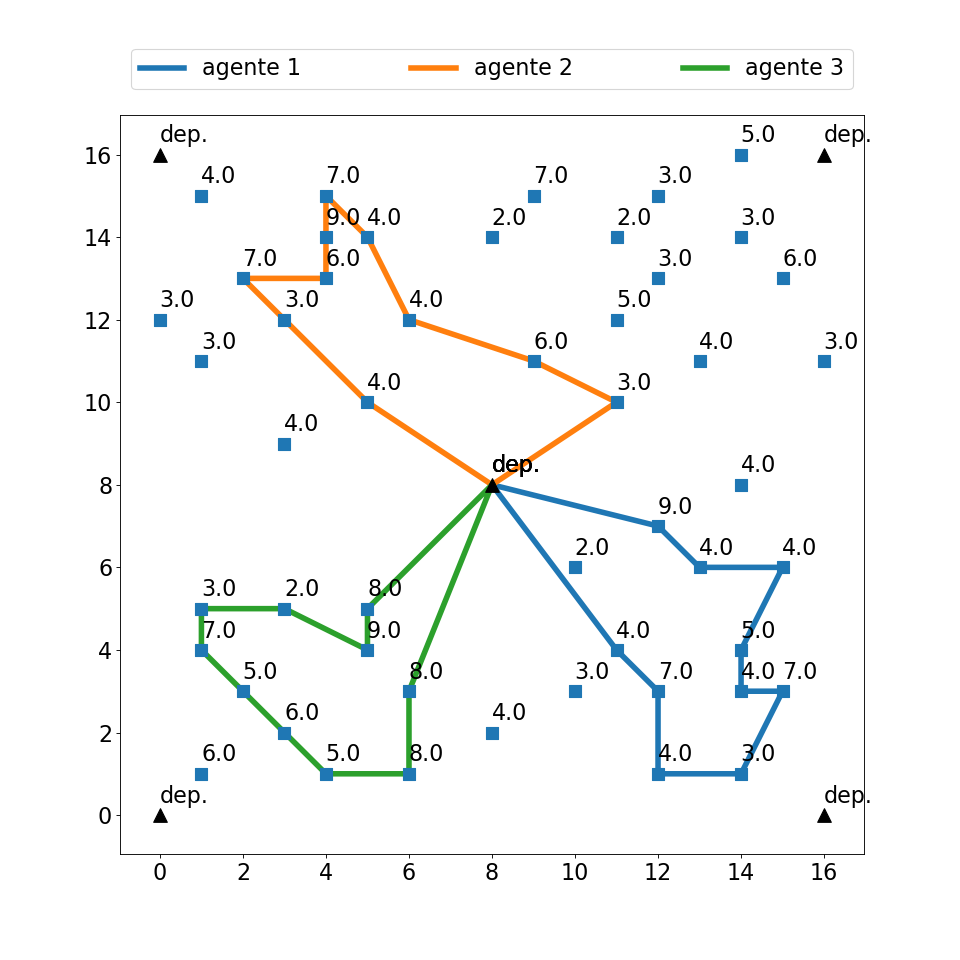 agente 1 agente 2 agente 3
dep. 5.0 dep.
16
4.0 7.0 7.0 3.0
9.0 4.0 2.0 2.0 3.0
14
7.0 6.0 3.0 6.0
3.0 3.0 4.0 5.0
12
3.0 6.0 4.0 3.0
4.0 3.0
10
4.0
dep. 4.0
8
9.0
2.0 4.0 4.0
6
3.0 2.0 8.0
7.0 9.0 4.0 5.0
4
5.0 8.0 3.0 7.0 4.0 7.0
6.0 4.0
2
6.0 5.0 8.0 4.0 3.0
dep. dep.
0
0 2 4 6 8 10 12 14 16